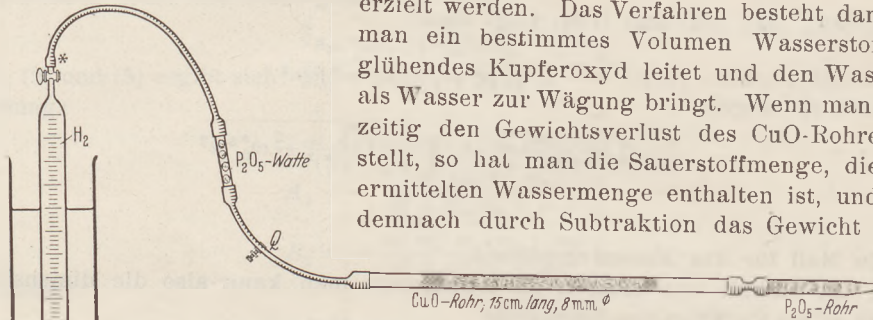 erzielt werden. Das Verfahren besteht dar
man ein bestimmtes Volumen Wassersto
glühendes Kupferoxyd leitet und den Was
als Wasser zur Wägung bringt. Wenn man
zeitig den Gewichtsverlust des CuO-Rohre
stellt, so hat man die Sauerstoffmenge, die
ermittelten Wassermenge enthalten ist, und
demnach durch Subtraktion das Gewicht
*
H₂
P₂O₅-Watte
Q
CuO-Rohr; 15 cm lang, 8 mm ⌀
P₂O₅-Rohr